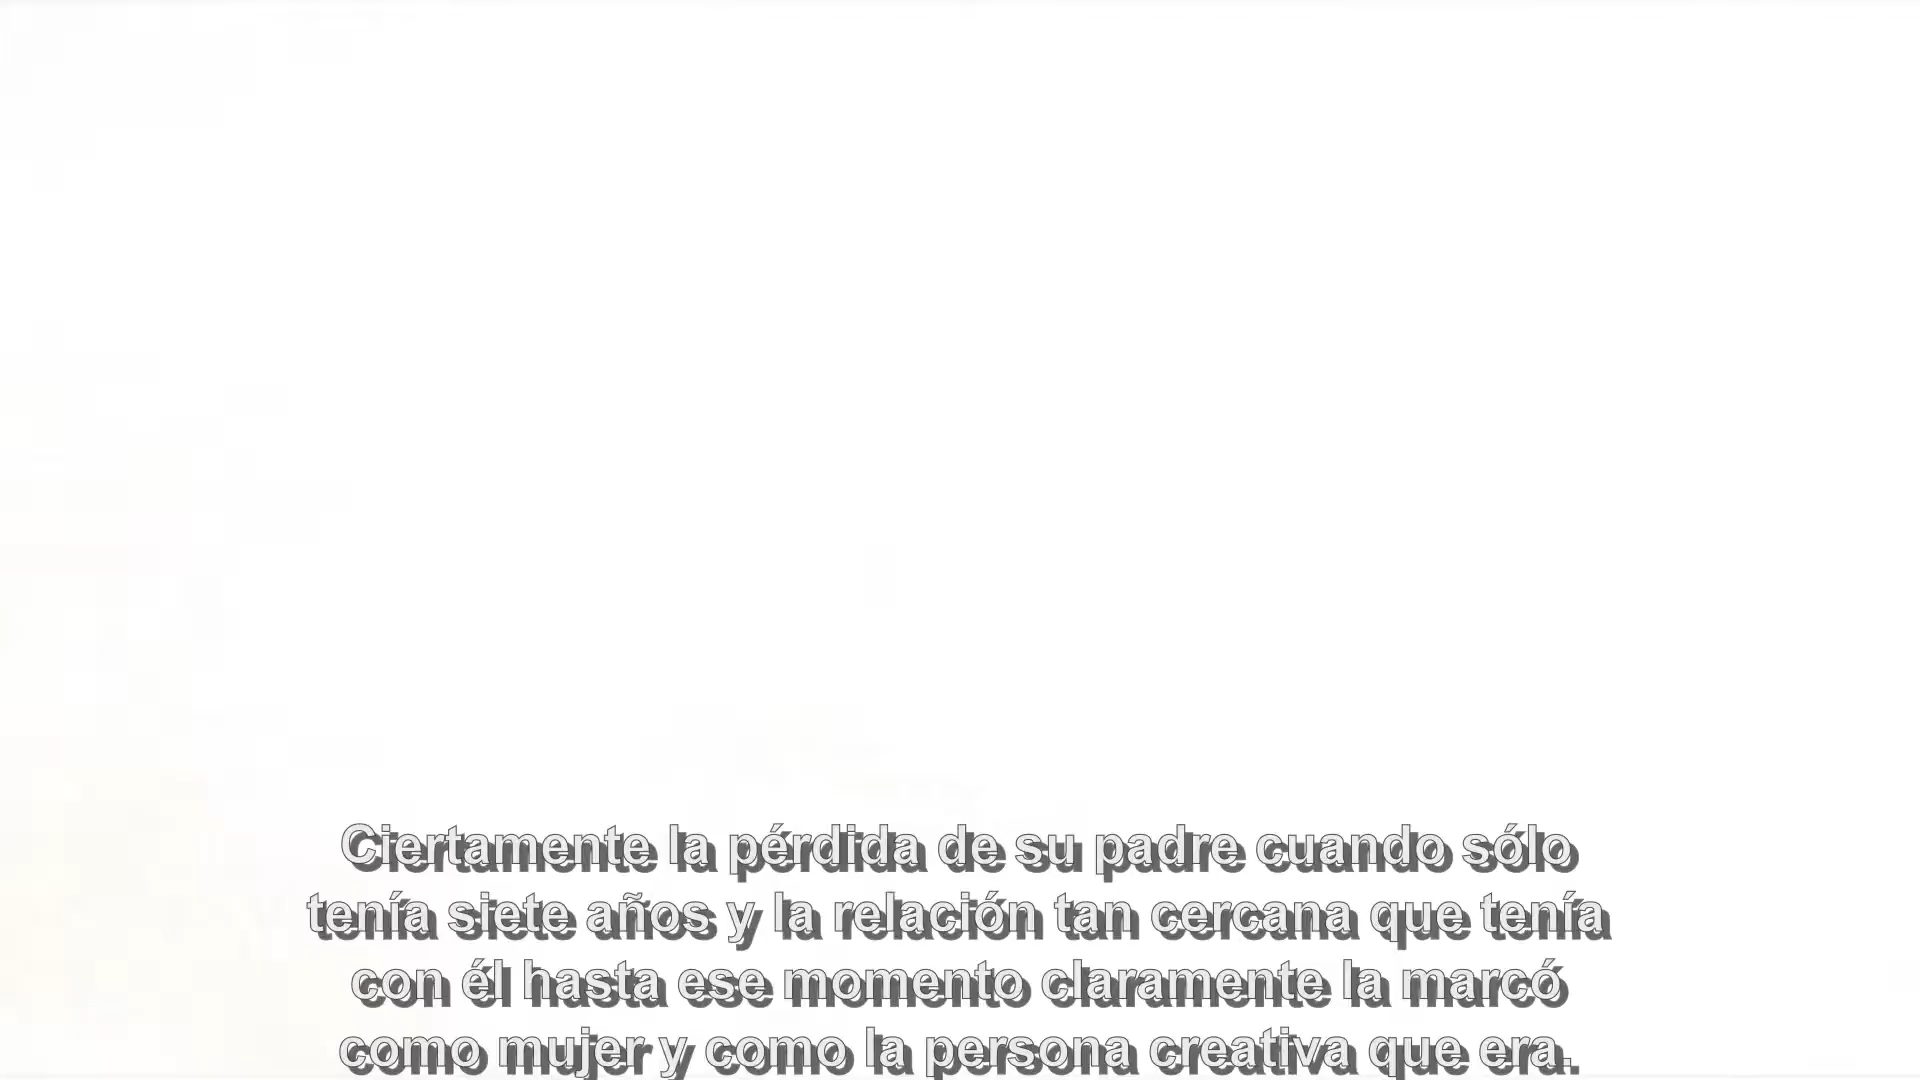 Ciertamente la pérdida de su padre cuando sólo
tenía siete años y la relación tan cercana que tenía
con él hasta ese momento claramente la marcó
como mujer y como la persona creativa que era.